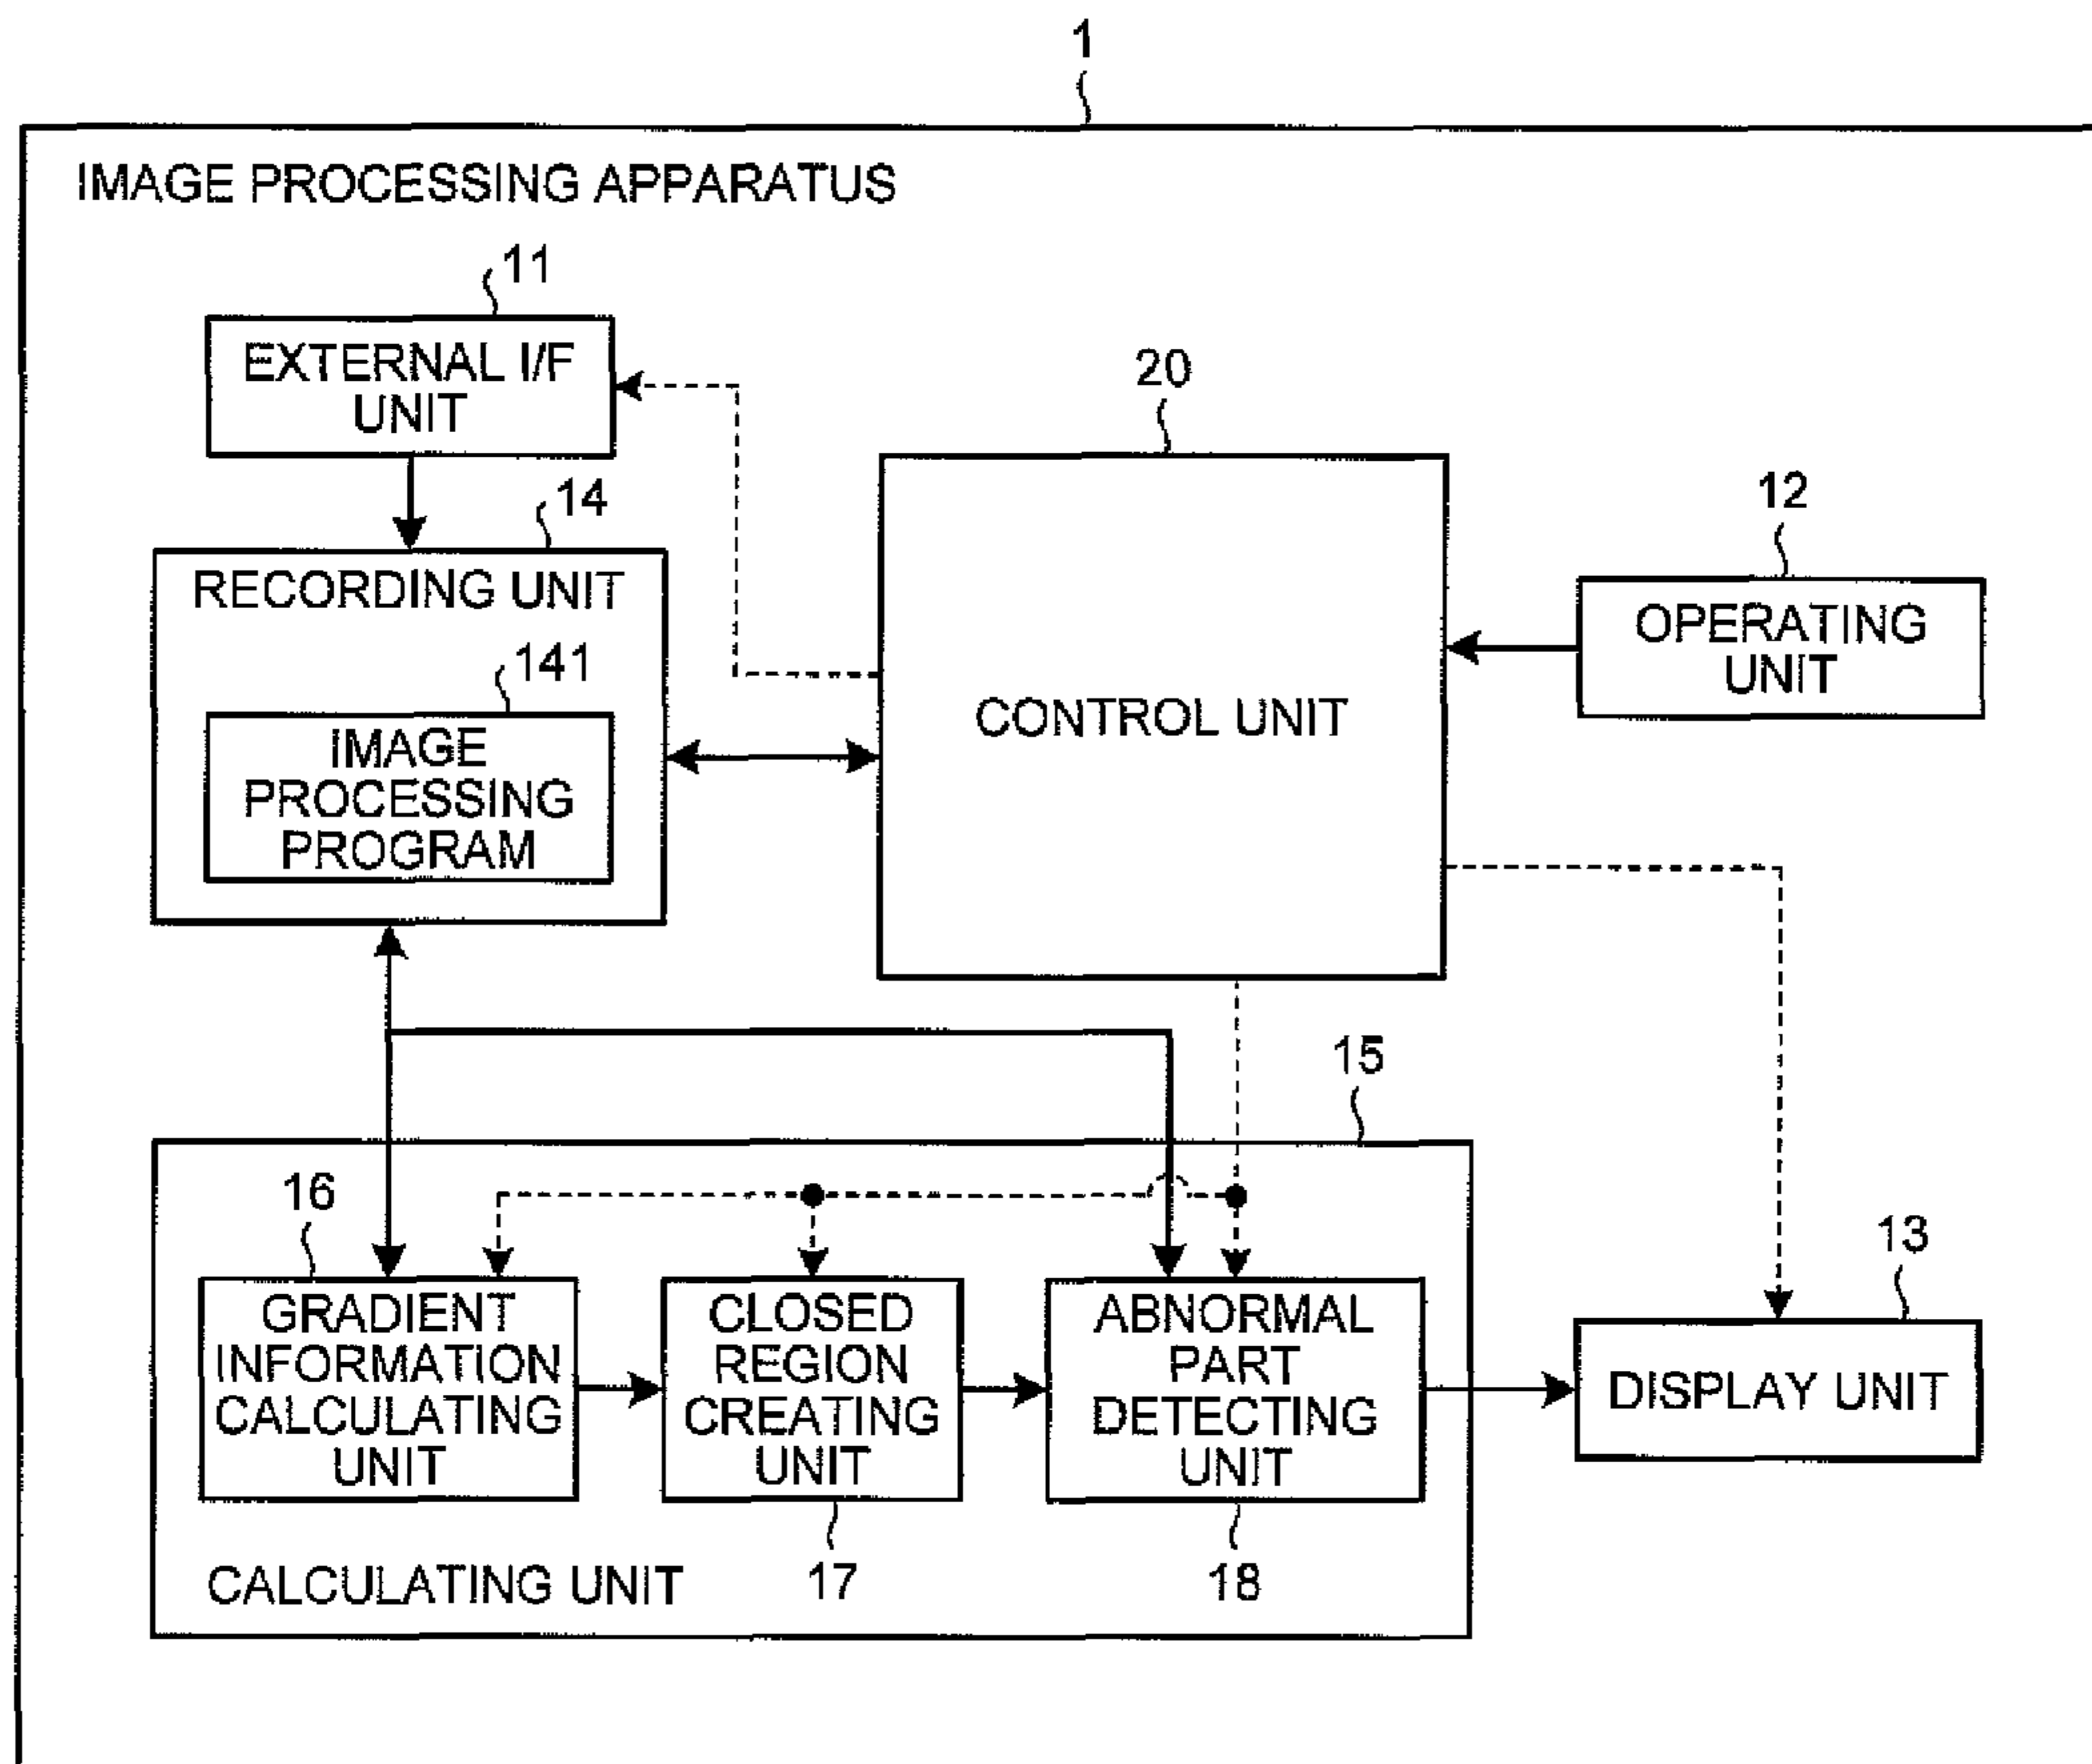 1
IMAGE PROCESSING APPARATUS
11
EXTERNAL I/F
UNIT
20
CONTROL UNIT
12
OPERATING
UNIT
14
RECORDING UNIT
141
IMAGE
PROCESSING
PROGRAM
15
16
GRADIENT
INFORMATION
CALCULATING
UNIT
CLOSED
REGION
CREATING
UNIT
17
ABNORMAL
PART
DETECTING
UNIT
18
CALCULATING UNIT
13
DISPLAY UNIT